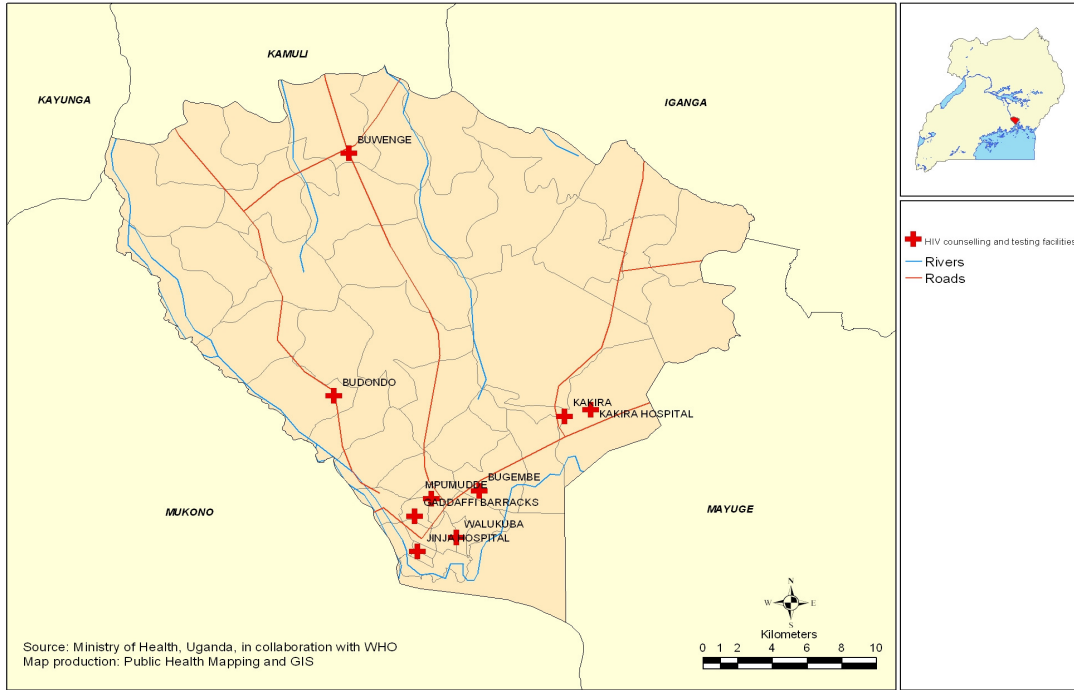 KAMULI
KAYUNGA
IGANGA
BUWENGE
HIV counselling and testing facilities
Rivers
Roads
BUDONDO
KAKIRA
KAKIRA HOSPITAL
BUGEMBE
MPUMUDDE
GADDAFFI BARRACKS
MUKONO
MAYUGE
WALUKUBA
JINJA HOSPITAL
N
W E
S
Kilometers
0 1 2 4 6 8 10
Source: Ministry of Health, Uganda, in collaboration with WHO
Map production: Public Health Mapping and GIS